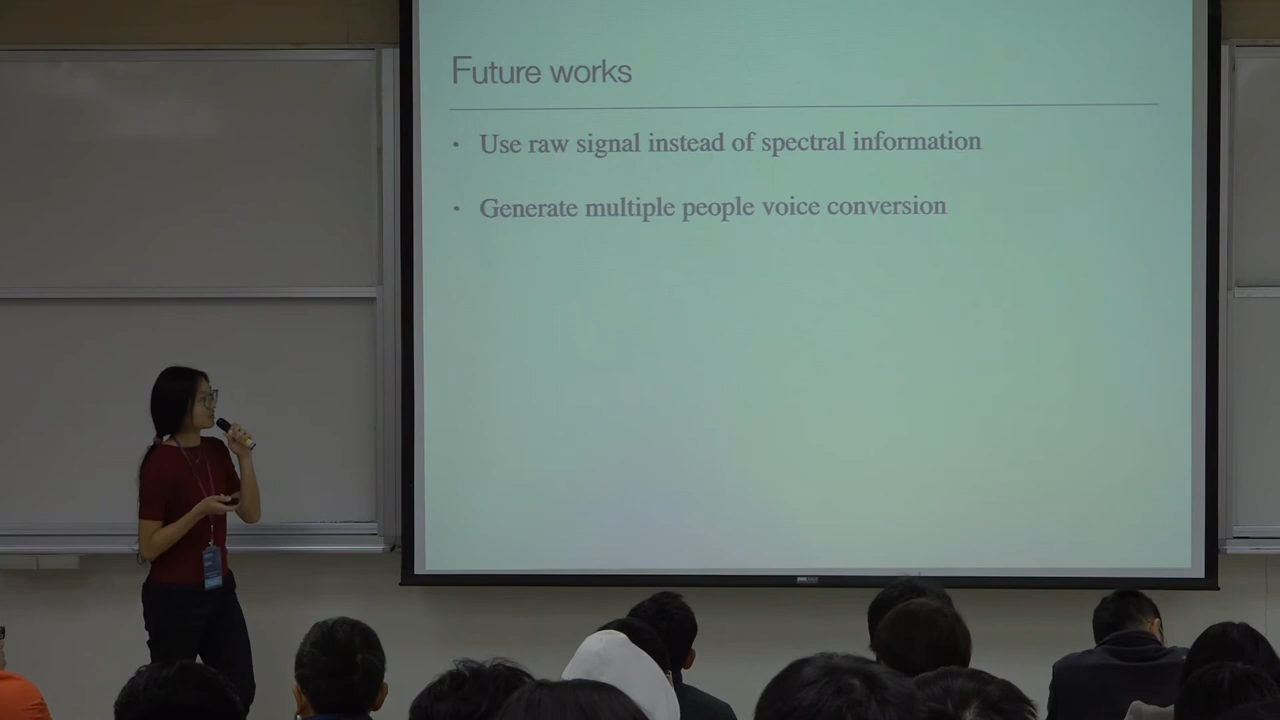 Future works
• Use raw signal instead of spectral information
• Generate multiple people voice conversion